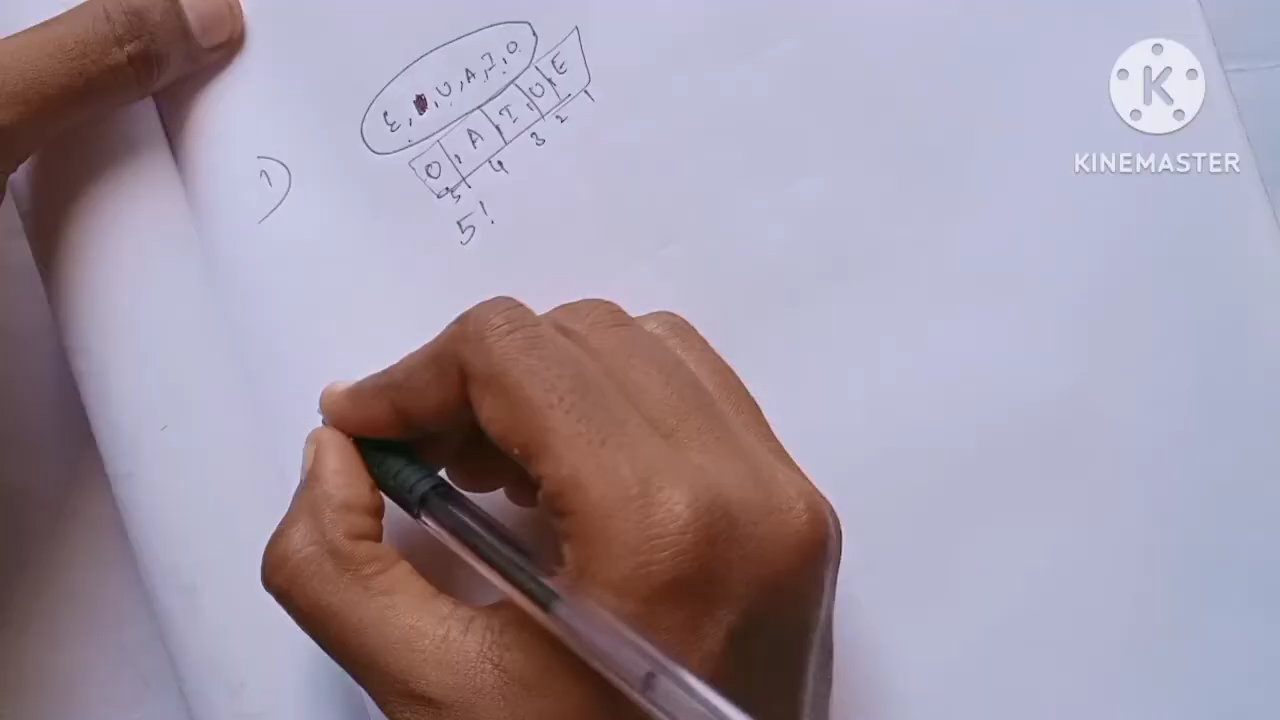 E, U, A, I, O
1)
O, A, I, U, E
5 4 3 2 1
5!
KINEMASTER